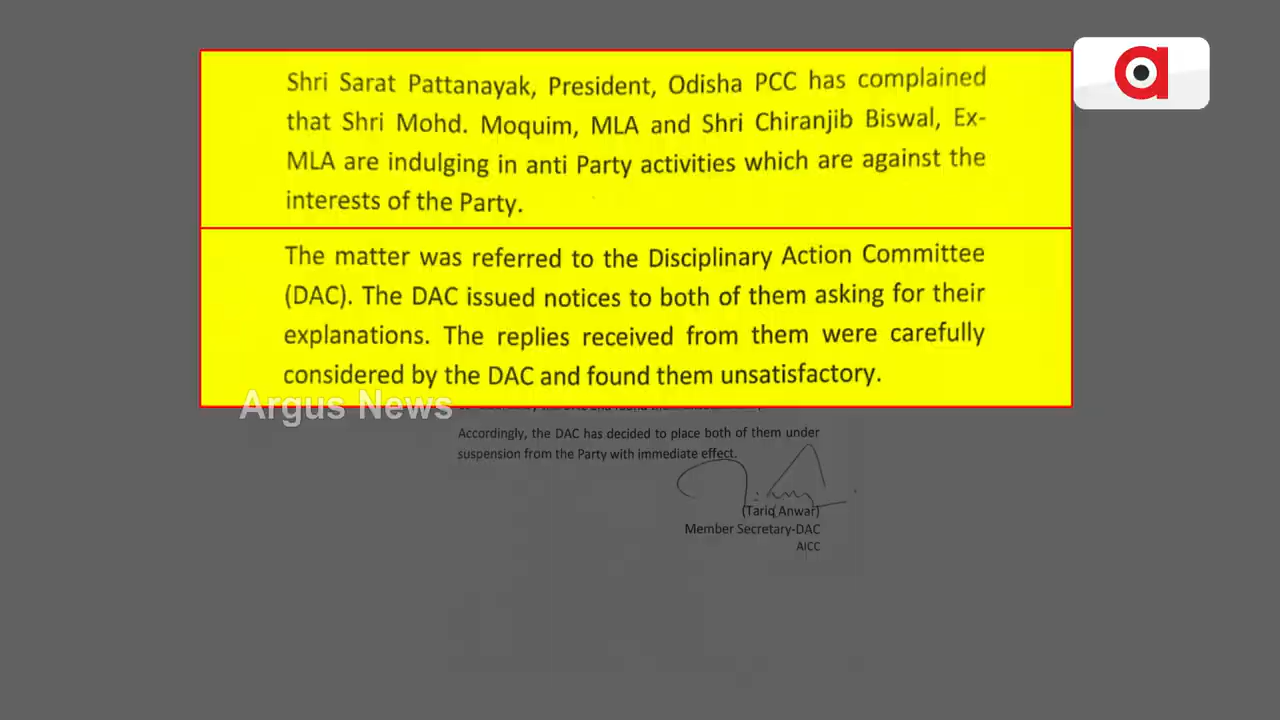 Shri Sarat Pattanayak, President, Odisha PCC has complained
that Shri Mohd. Moquim, MLA and Shri Chiranjib Biswal, Ex-
MLA are indulging in anti Party activities which are against the
interests of the Party.
The matter was referred to the Disciplinary Action Committee
(DAC). The DAC issued notices to both of them asking for their
explanations. The replies received from them were carefully
considered by the DAC and found them unsatisfactory.
Argus News
Accordingly, the DAC has decided to place both of them under
suspension from the Party with immediate effect.
(Tariq Anwar)
Member Secretary-DAC
AICC